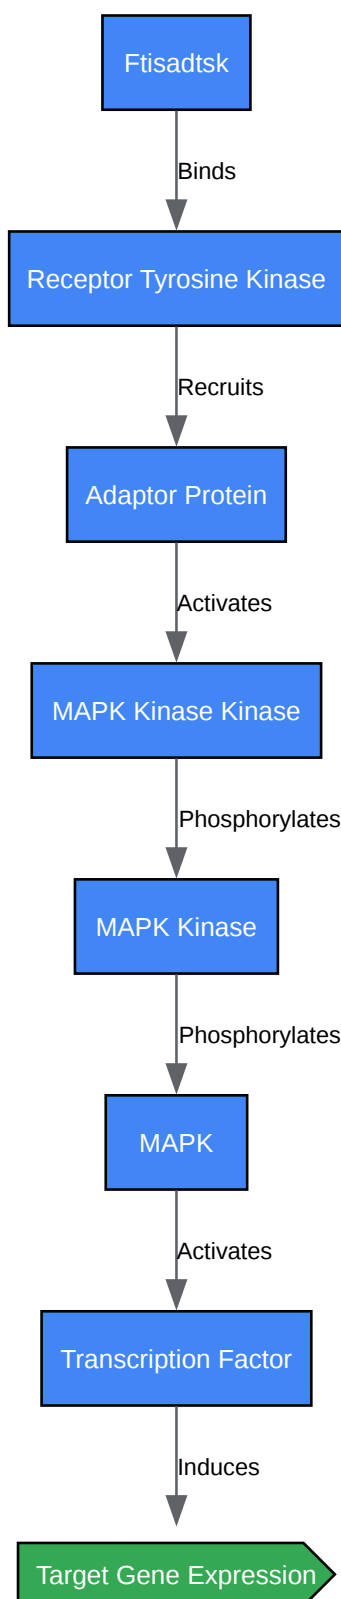 Ftisadtsk
Binds
Receptor Tyrosine Kinase
Recruits
Adaptor Protein
Activates
MAPK Kinase Kinase
Phosphorylates
MAPK Kinase
Phosphorylates
MAPK
Activates
Transcription Factor
Induces
Target Gene Expression